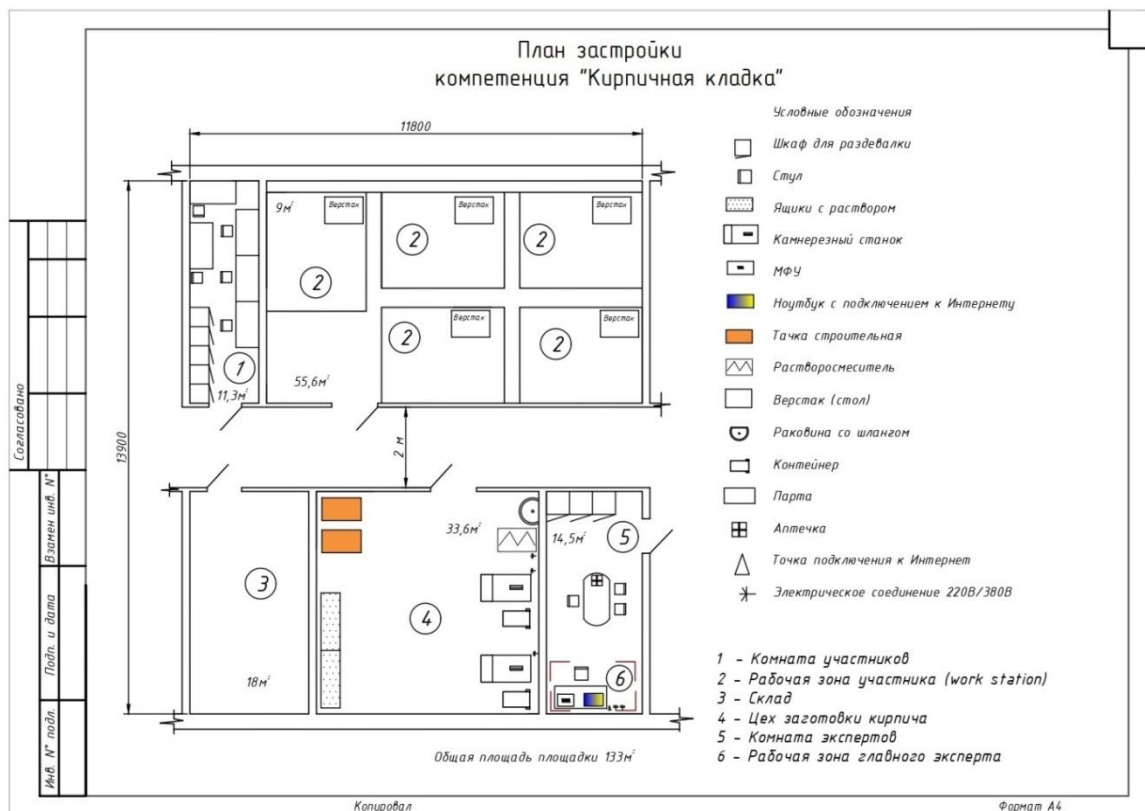 План застройки
компетенция "Кирпичная кладка"
Условные обозначения
Шкаф для раздевалки
Стул
Ящики с раствором
Камнерезный станок
МФУ
Ноутбук с подключением к Интернету
Тачка строительная
Растворосмеситель
Верстак (стол)
Раковина со шлангом
Контейнер
Парта
Аптечка
Точка подключения к Интернет
Электрическое соединение 220В/380В
1 - Комната участников
2 - Рабочая зона участника (work station)
3 - Склад
4 - Цех заготовки кирпича
5 - Комната экспертов
6 - Рабочая зона главного эксперта
11800
13900
9м²
Верстак
Верстак
Верстак
2
2
2
Верстак
Верстак
2
2
1
11,3м²
55,6м²
2 м
33,6м²
14,5м²
5
3
4
18м²
6
Общая площадь площадки 133м²
Согласовано
Взамен инв. N°
Подп. и дата
Инв. N° подл.
Копировал
Формат А4